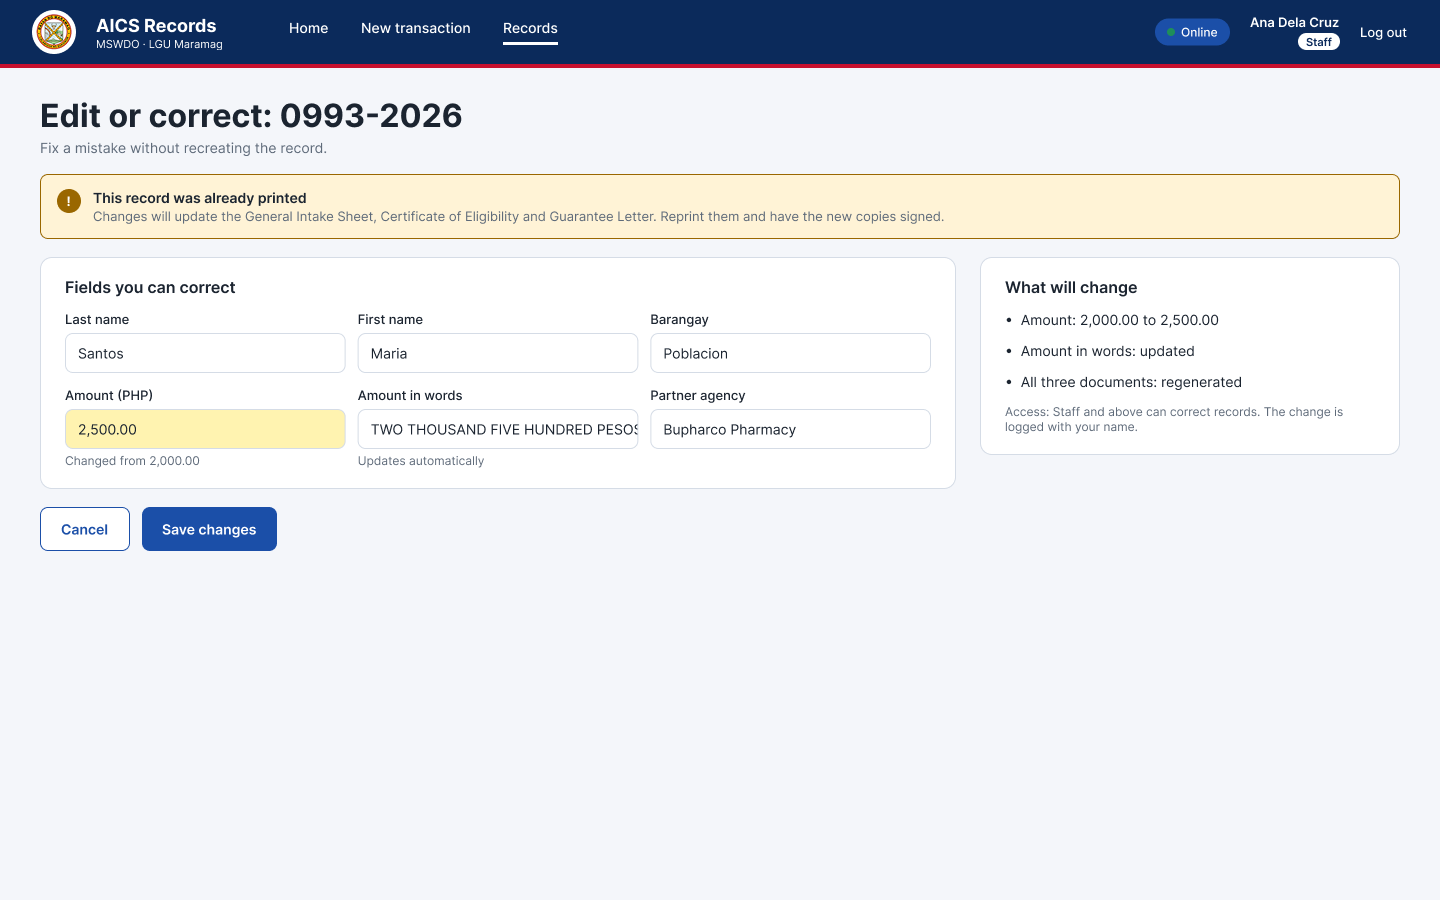 AICS Records
MSWDO · LGU Maramag
Home
New transaction
Records
Online
Ana Dela Cruz
Staff
Log out
Edit or correct: 0993-2026
Fix a mistake without recreating the record.
!
This record was already printed
Changes will update the General Intake Sheet, Certificate of Eligibility and Guarantee Letter. Reprint them and have the new copies signed.
Fields you can correct
Last name
First name
Barangay
Santos
Maria
Poblacion
Amount (PHP)
Amount in words
Partner agency
2,500.00
TWO THOUSAND FIVE HUNDRED PESOS
Bupharco Pharmacy
Changed from 2,000.00
Updates automatically
What will change
• Amount: 2,000.00 to 2,500.00
• Amount in words: updated
• All three documents: regenerated
Access: Staff and above can correct records. The change is
logged with your name.
Cancel
Save changes